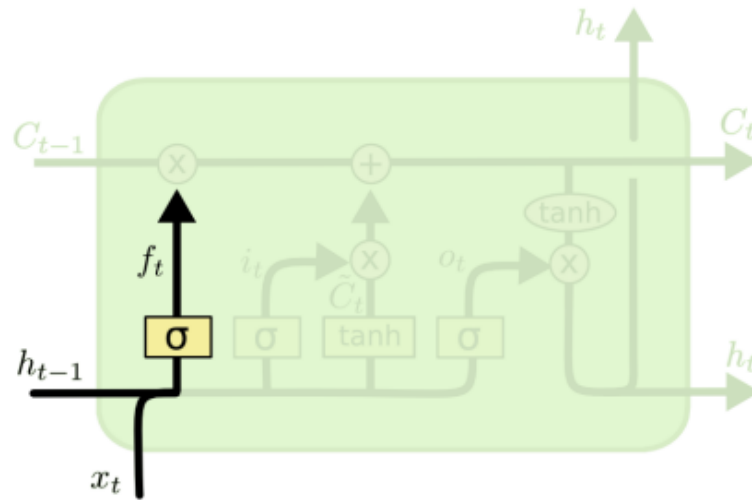 h_t
C_{t-1}
C_t
×
+
tanh
f_t
i_t
×
o_t
×
C̃_t
σ
σ
tanh
σ
h_{t-1}
h_t
x_t